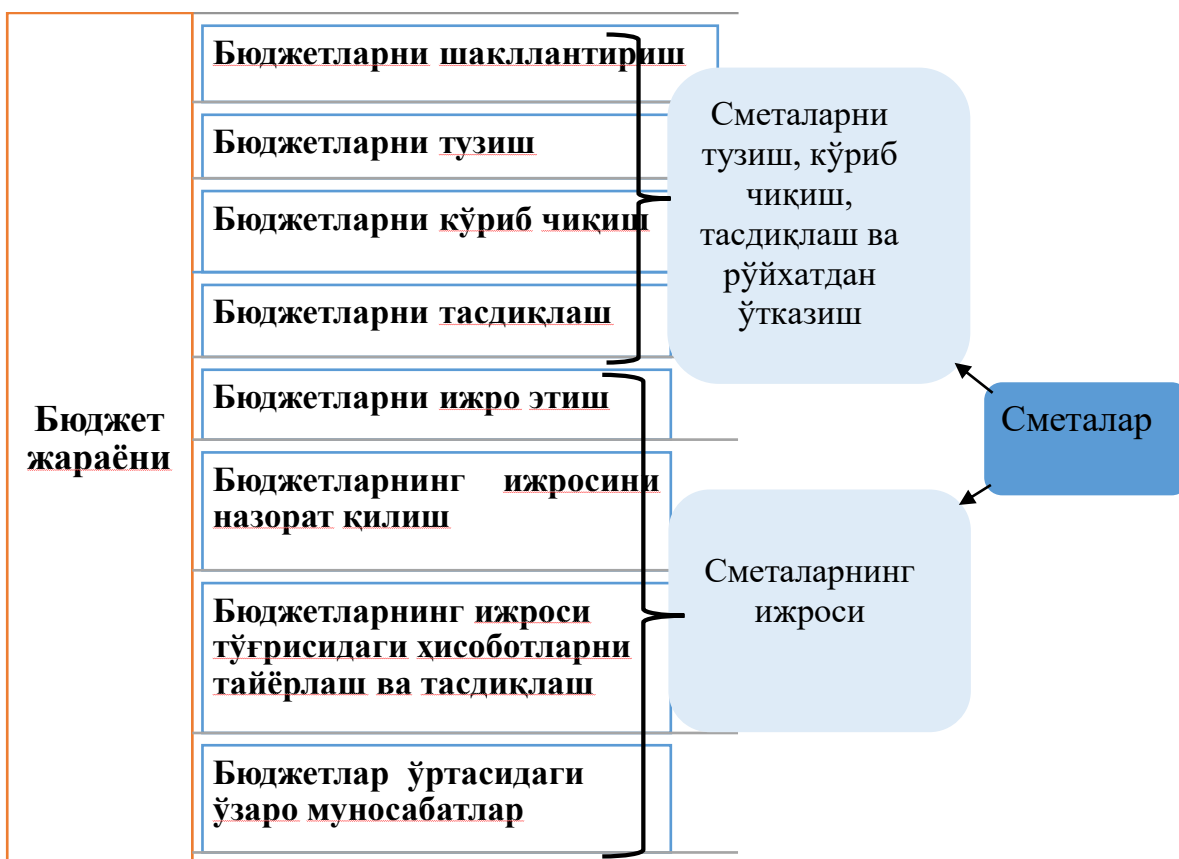 Бюджет
жараёни
Бюджетларни шакллантириш
Бюджетларни тузиш
Бюджетларни кўриб чиқиш
Бюджетларни тасдиқлаш
Бюджетларни ижро этиш
Бюджетларнинг ижросини
назорат қилиш
Бюджетларнинг ижроси
тўғрисидаги ҳисоботларни
тайёрлаш ва тасдиқлаш
Бюджетлар ўртасидаги
ўзаро муносабатлар
Сметаларни
тузиш, кўриб
чиқиш,
тасдиқлаш ва
рўйхатдан
ўтказиш
Сметаларнинг
ижроси
Сметалар